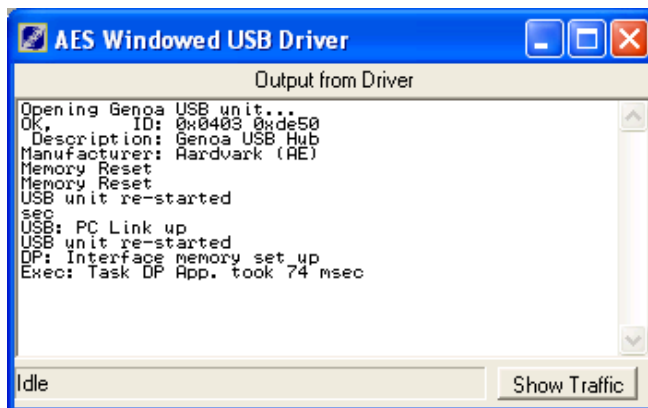 AES Windowed USB Driver
Output from Driver
Opening Genoa USB unit...
OK, ID: 0x0403 0xde50
Description: Genoa USB Hub
Manufacturer: Aardvark (AE)
Memory Reset
Memory Reset
USB unit re-started
sec
USB: PC Link up
USB unit re-started
DP: Interface memory set up
Exec: Task DP App. took 74 msec
Idle
Show Traffic